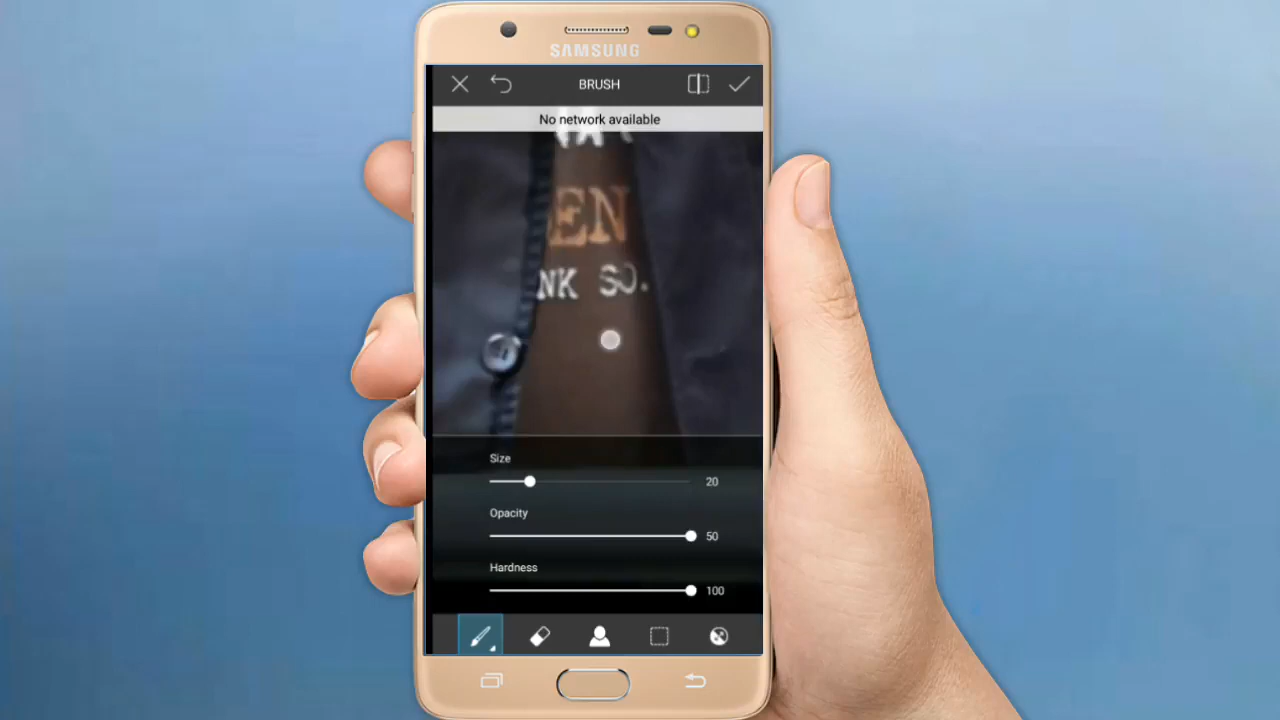 SAMSUNG
BRUSH
No network available
EN
NK SO.
Size
20
Opacity
50
Hardness
100